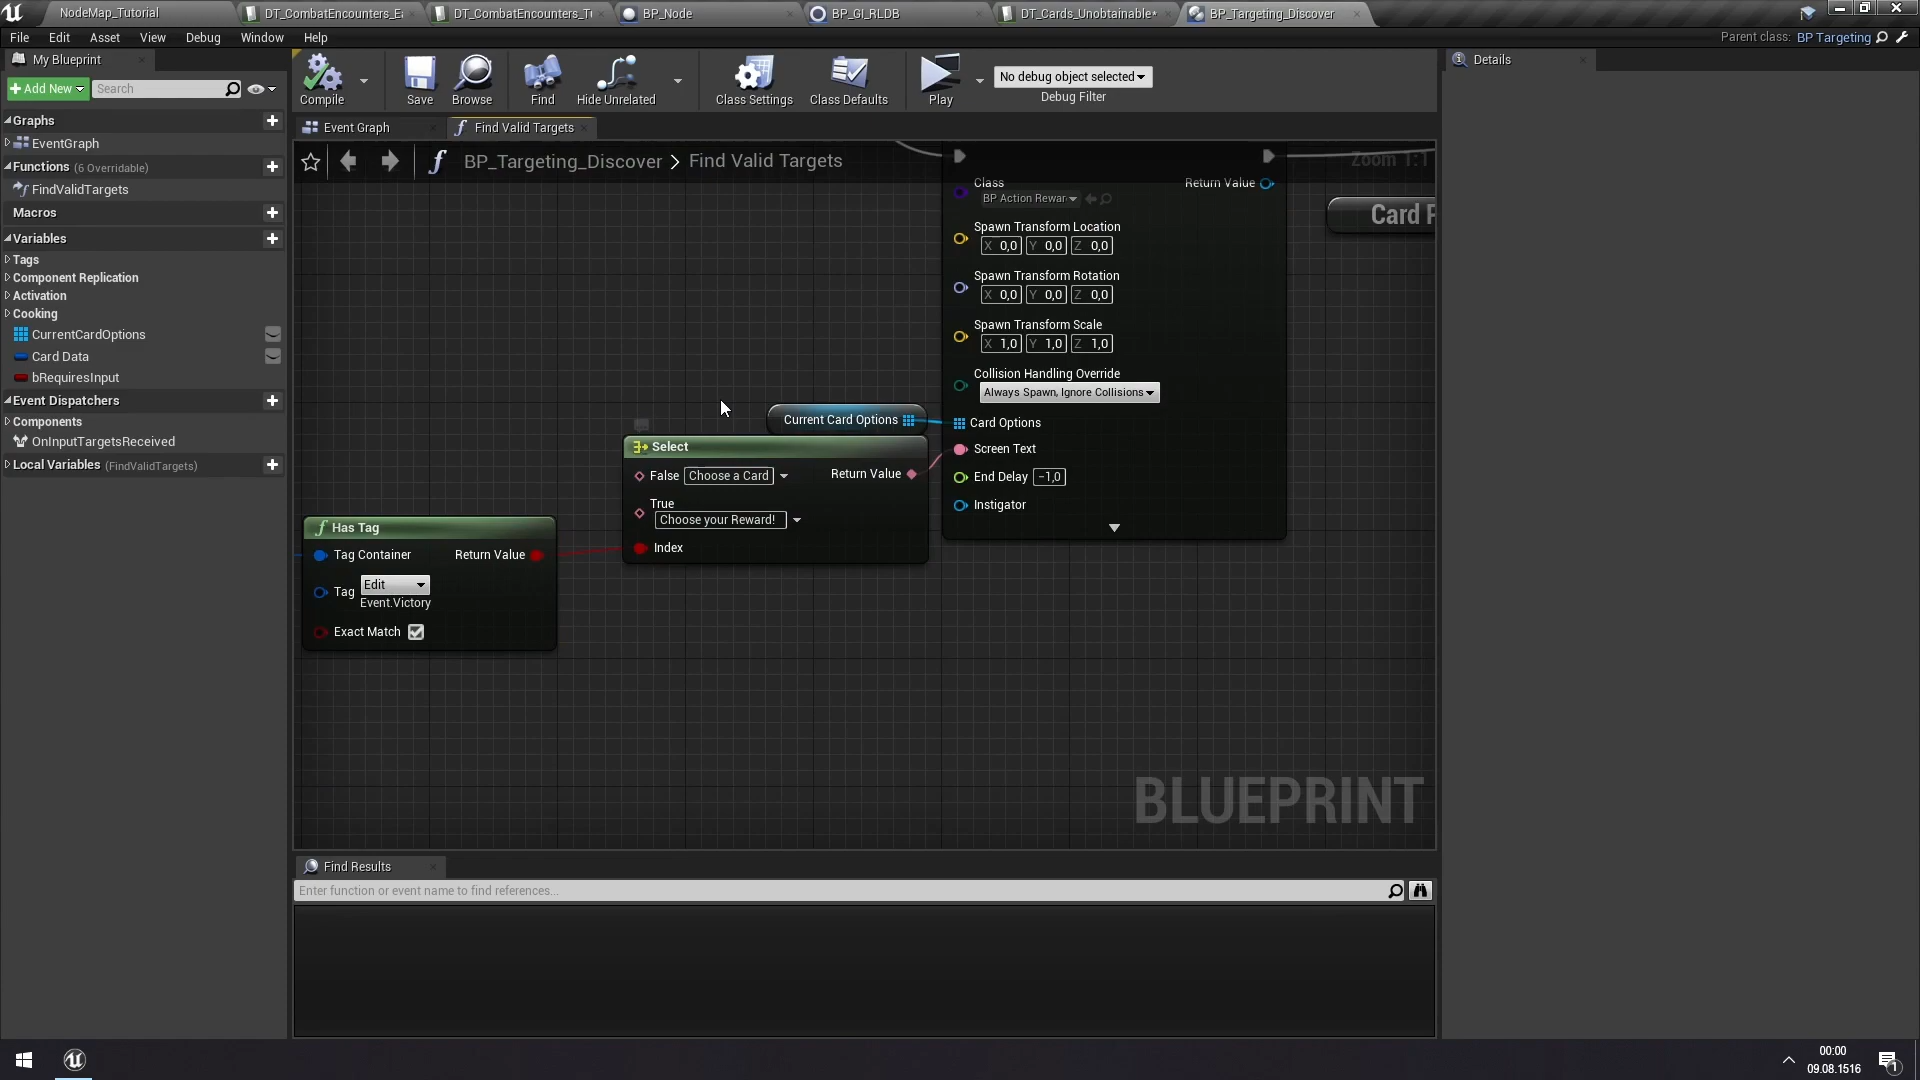 NodeMap_Tutorial
DT_CombatEncounters_Ea
DT_CombatEncounters_Tu
BP_Node
BP_GI_RLDB
DT_Cards_Unobtainable*
BP_Targeting_Discover
File Edit Asset View Debug Window Help
Parent class: BP Targeting
My Blueprint
Add New
Search
Compile
Save
Browse
Find
Hide Unrelated
Class Settings
Class Defaults
Play
No debug object selected
Debug Filter
Details
Graphs
EventGraph
Functions (6 Overridable)
FindValidTargets
Macros
Variables
Tags
Component Replication
Activation
Cooking
CurrentCardOptions
Card Data
bRequiresInput
Event Dispatchers
Components
OnInputTargetsReceived
Local Variables (FindValidTargets)
Event Graph
Find Valid Targets
BP_Targeting_Discover > Find Valid Targets
Zoom 1:1
Class
BP Action Rewar
Return Value
Card F
Spawn Transform Location
X 0,0 Y 0,0 Z 0,0
Spawn Transform Rotation
X 0,0 Y 0,0 Z 0,0
Spawn Transform Scale
X 1,0 Y 1,0 Z 1,0
Collision Handling Override
Always Spawn, Ignore Collisions
Current Card Options
Card Options
Screen Text
End Delay -1,0
Instigator
Select
False Choose a Card
Return Value
True
Choose your Reward!
Index
Has Tag
Tag Container
Return Value
Tag Edit
Event.Victory
Exact Match
BLUEPRINT
Find Results
Enter function or event name to find references...
00:00
09.08.1516
1